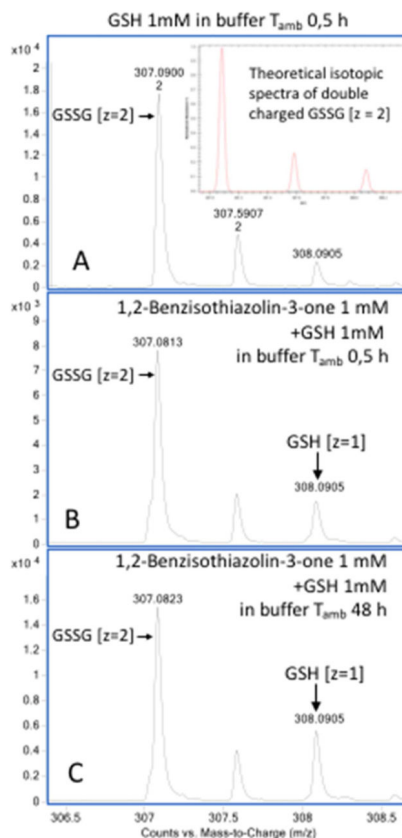 GSH 1mM in buffer Tamb 0,5 h
x10⁴
2
1.8
1.6
1.4
1.2
1
0.8
0.6
0.4
0.2
0
307.0900
2
GSSG [z=2]
Theoretical isotopic
spectra of double
charged GSSG [z = 2]
307.5907
2
308.0905
A
x10³
9
8
7
6
5
4
3
2
1
0
1,2-Benzisothiazolin-3-one 1 mM
+GSH 1mM
in buffer Tamb 0,5 h
307.0813
GSSG [z=2]
GSH [z=1]
308.0905
B
x10⁴
1.6
1.4
1.2
1
0.8
0.6
0.4
0.2
0
1,2-Benzisothiazolin-3-one 1 mM
+GSH 1mM
in buffer Tamb 48 h
307.0823
GSSG [z=2]
GSH [z=1]
308.0905
C
306.5 307 307.5 308 308.5
Counts vs. Mass-to-Charge (m/z)